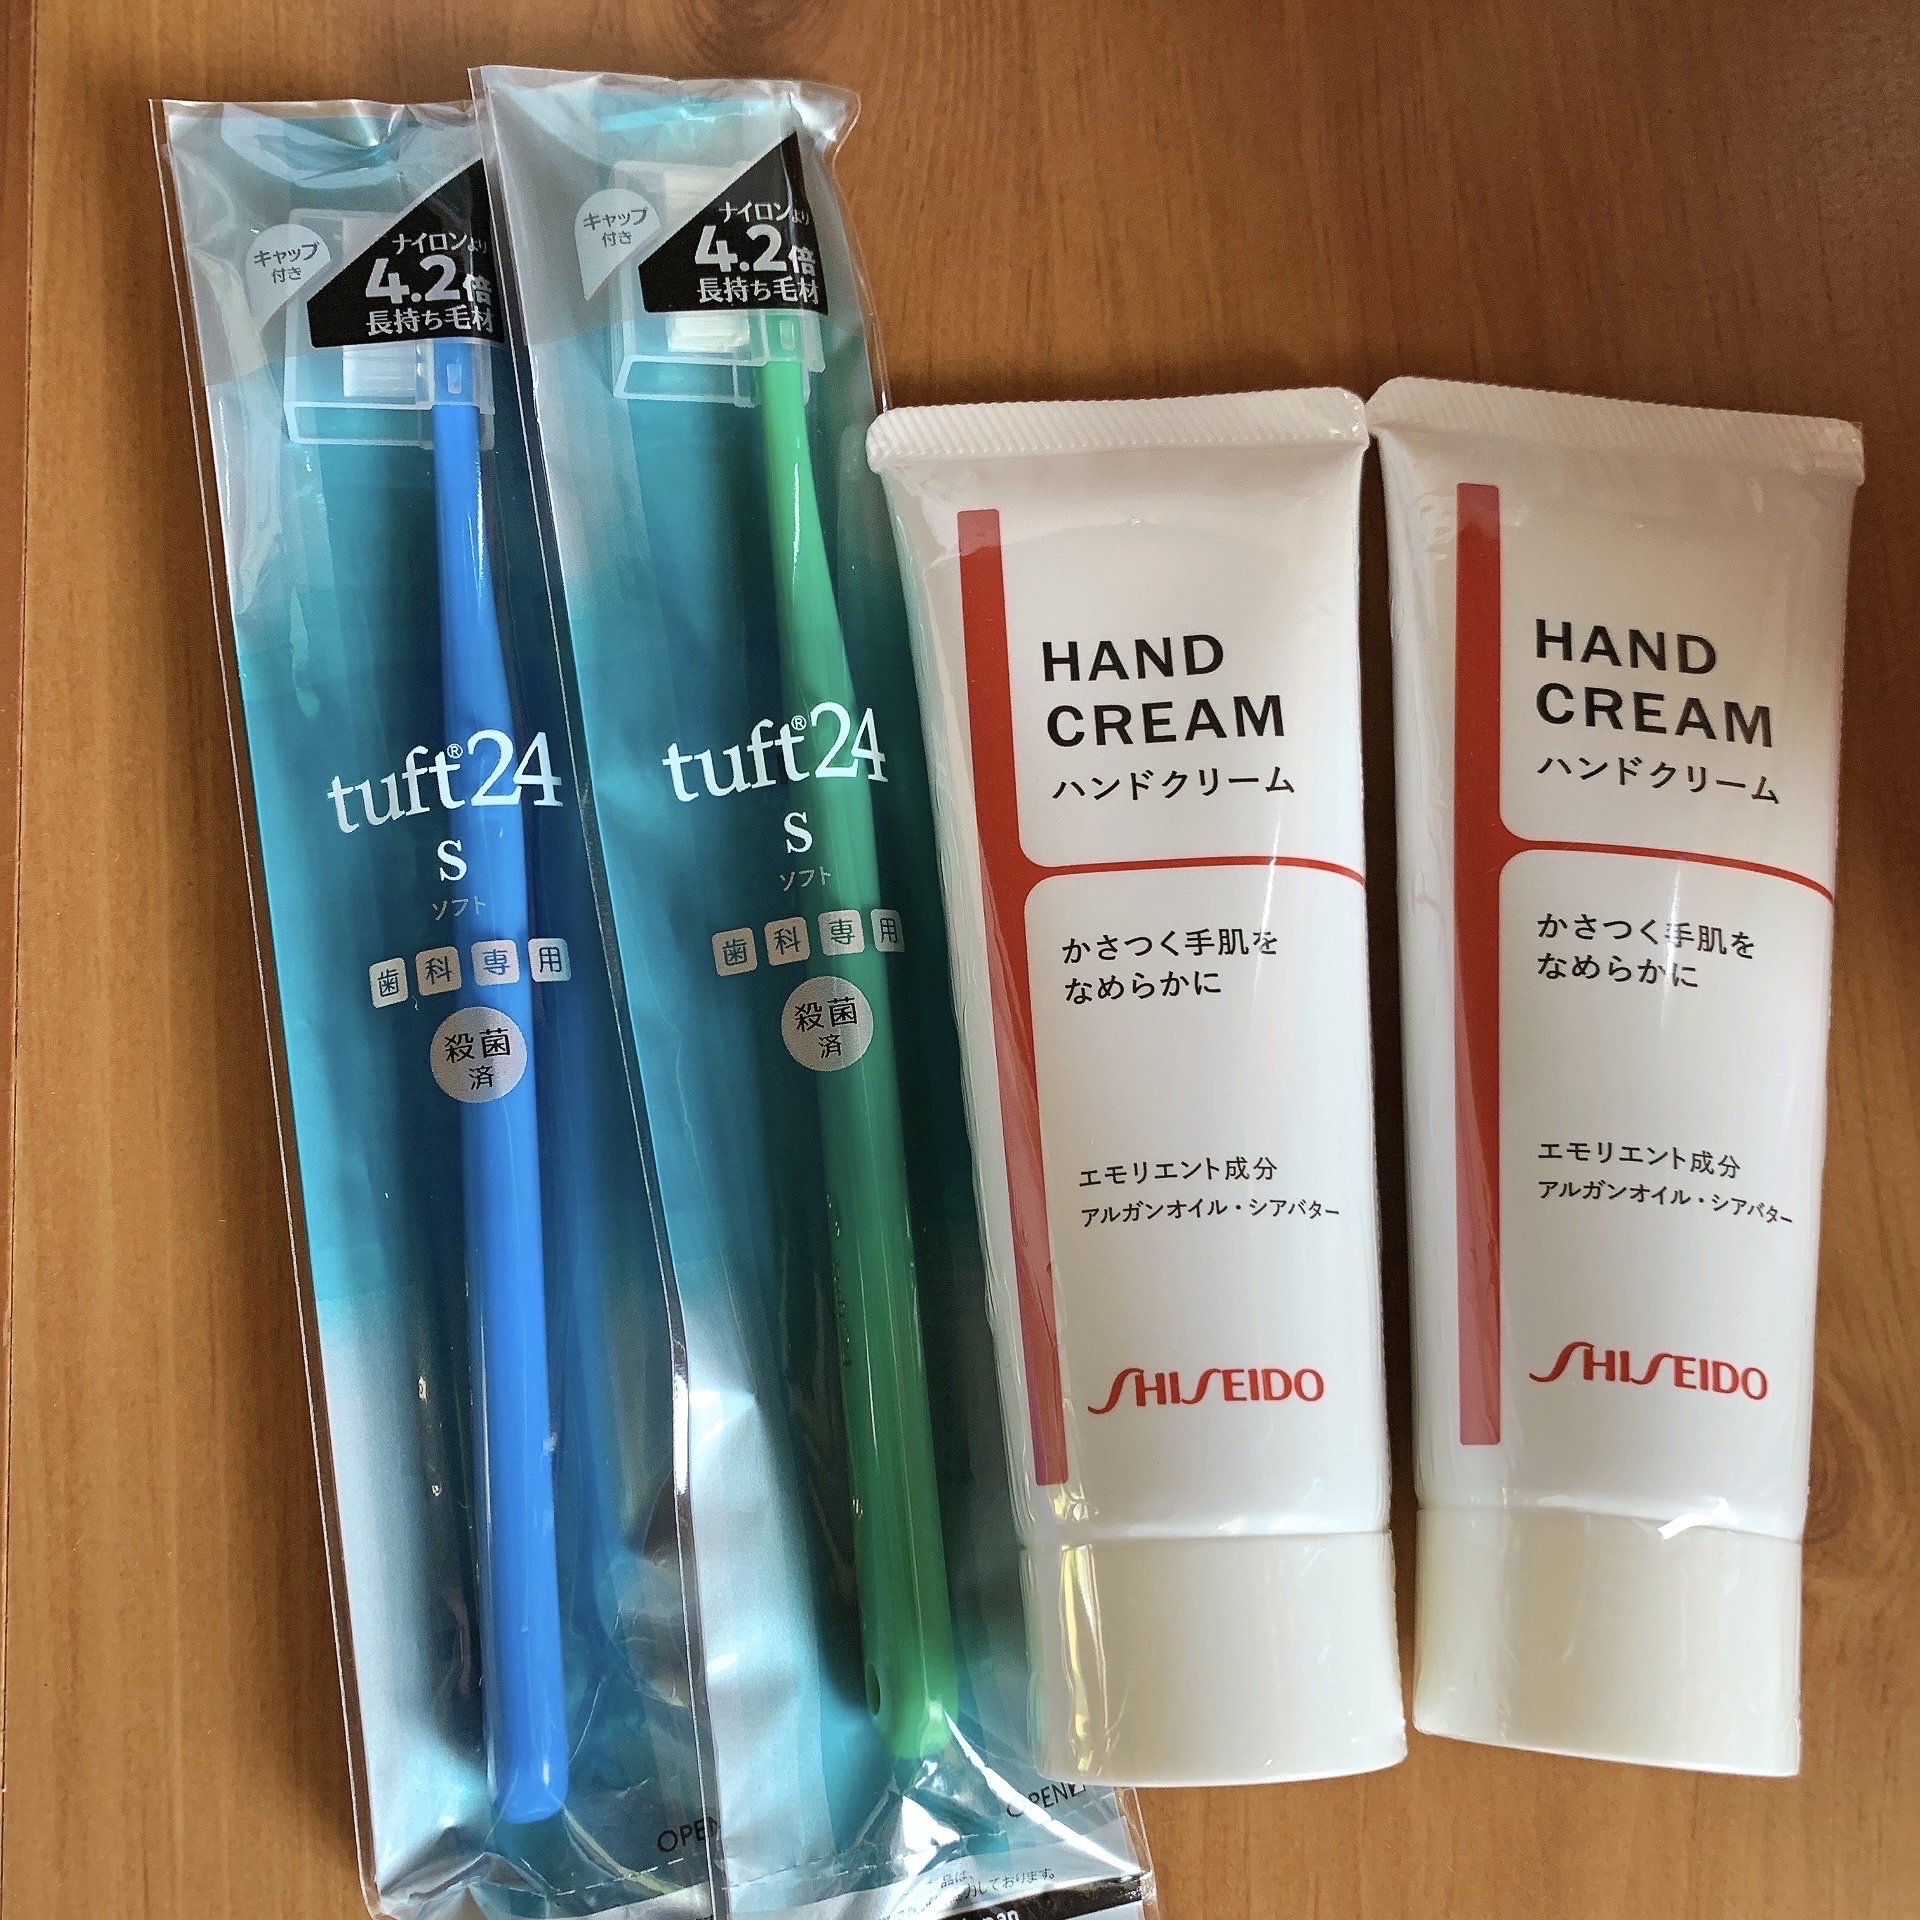 キャップ
付き
ナイロンより
4.2倍
長持ち毛材
tuft®24
S
ソフト
歯科専用
殺菌
済
キャップ
付き
ナイロンより
4.2倍
長持ち毛材
tuft®24
S
ソフト
歯科専用
殺菌
済
OPEN
OPEN
HAND
CREAM
ハンドクリーム
かさつく手肌を
なめらかに
エモリエント成分
アルガンオイル・シアバター
SHISEIDO
HAND
CREAM
ハンドクリーム
かさつく手肌を
なめらかに
エモリエント成分
アルガンオイル・シアバター
SHISEIDO